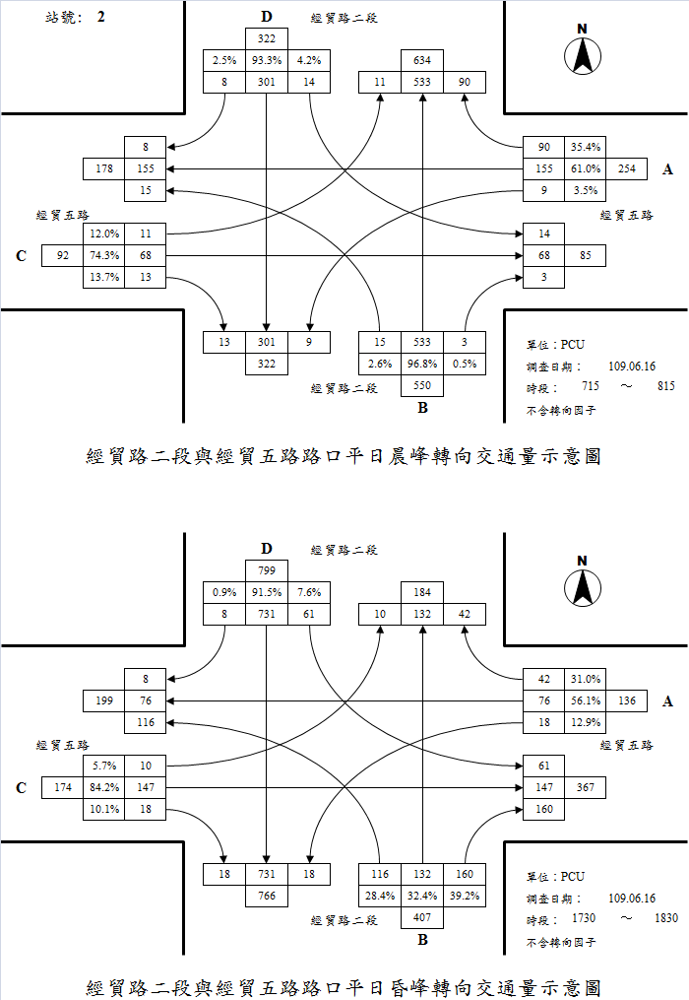 站號: 2
D
經貿路二段
N
322
634
2.5% 93.3% 4.2%
8 301 14
11 533 90
8
90 35.4%
178 155
155 61.0% 254
A
15
9 3.5%
經貿五路
經貿五路
12.0% 11
14
C
92 74.3% 68
68 85
13.7% 13
3
13 301 9
15 533 3
322
2.6% 96.8% 0.5%
經貿路二段
550
B
單位：PCU
調查日期： 109.06.16
時段： 715 ～ 815
不含轉向因子
經貿路二段與經貿五路路口平日晨峰轉向交通量示意圖
D
經貿路二段
N
799
184
0.9% 91.5% 7.6%
8 731 61
10 132 42
8
42 31.0%
199 76
76 56.1% 136
A
116
18 12.9%
經貿五路
經貿五路
5.7% 10
61
C
174 84.2% 147
147 367
10.1% 18
160
18 731 18
116 132 160
766
28.4% 32.4% 39.2%
經貿路二段
407
B
單位：PCU
調查日期： 109.06.16
時段： 1730 ～ 1830
不含轉向因子
經貿路二段與經貿五路路口平日昏峰轉向交通量示意圖